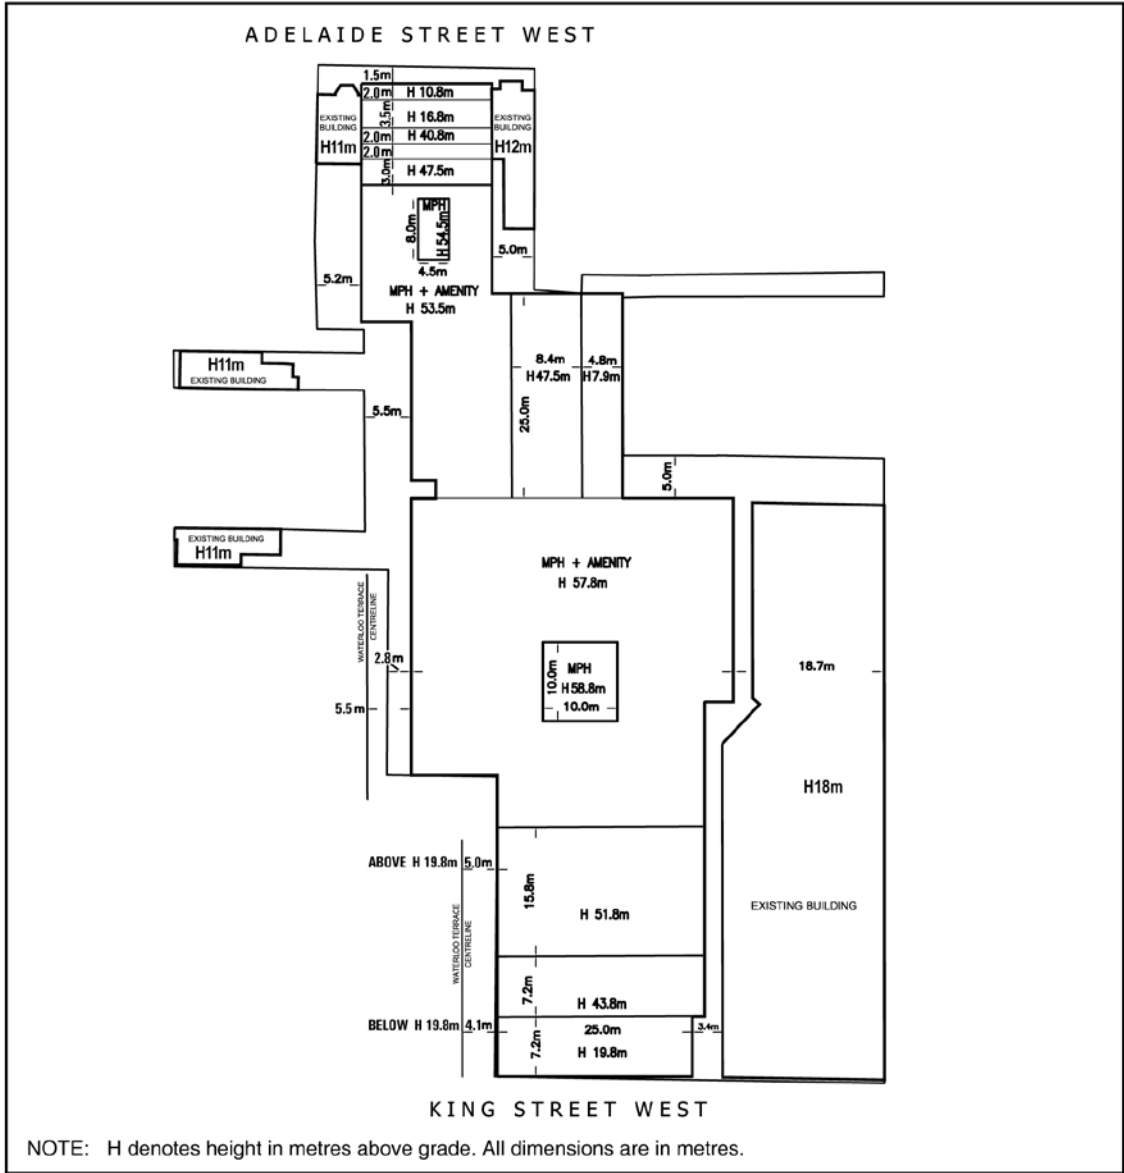 ADELAIDE STREET WEST
1.5m
2.0m
H 10.8m
3.5m
H 16.8m
2.0m
H 40.8m
2.0m
3.0m
H 47.5m
EXISTING
BUILDING
H11m
EXISTING
BUILDING
H12m
MPH
H 54.5m
8.0m
4.5m
5.0m
5.2m
MPH + AMENITY
H 53.5m
H11m
EXISTING BUILDING
8.4m
H47.5m
4.8m
H7.9m
25.0m
5.5m
5.0m
EXISTING BUILDING
H11m
MPH + AMENITY
H 57.8m
WATERLOO TERRACE
CENTRELINE
2.8m
5.5m
10.0m
MPH
H58.8m
10.0m
18.7m
H18m
EXISTING BUILDING
ABOVE H 19.8m
5.0m
15.8m
H 51.8m
WATERLOO TERRACE
CENTRELINE
7.2m
H 43.8m
BELOW H 19.8m
4.1m
25.0m
3.4m
7.2m
H 19.8m
KING STREET WEST
NOTE: H denotes height in metres above grade. All dimensions are in metres.